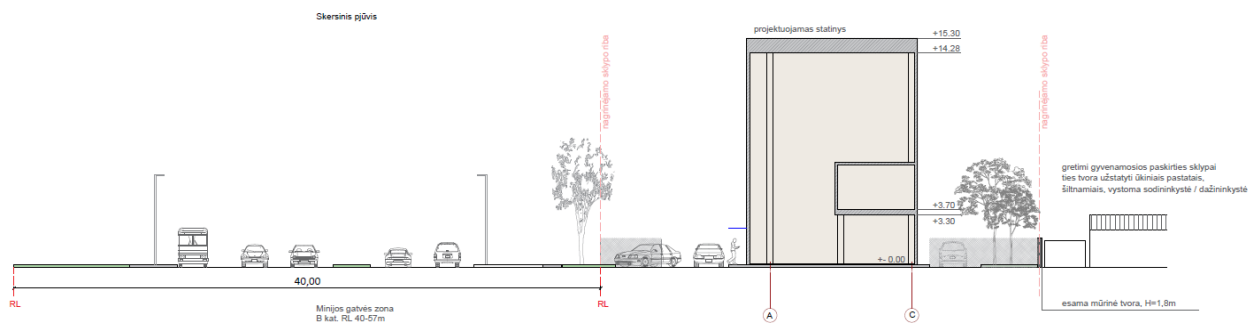 Skersinis pjūvis
projektuojamas statinys
+15.30
+14.28
nagrinėjamo sklypo riba
nagrinėjamo sklypo riba
gretimi gyvenamosios paskirties sklypai
ties tvora užstatyti ūkiniais pastatais,
šiltnamiais, vystoma sodininkystė / dažininkystė
+3.70
+3.30
+- 0.00
40,00
RL
RL
Minijos gatvės zona
B kat. RL 40-57m
A
C
esama mūrinė tvora, H=1,8m